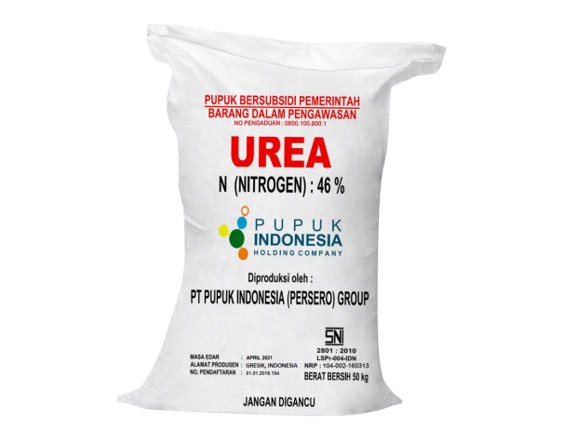 PUPUK BERSUBSIDI PEMERINTAH
BARANG DALAM PENGAWASAN
NO PENGADUAN : 0800.100.800.1
UREA
N (NITROGEN) : 46 %
PUPUK
INDONESIA
HOLDING COMPANY
Diproduksi oleh :
PT PUPUK INDONESIA (PERSERO) GROUP
SNI
2801 : 2010
LSPr-004-IDN
MASA EDAR : APRIL 2021
ALAMAT PRODUSEN : GRESIK, INDONESIA
NRP : 104-002-160313
NO. PENDAFTARAN : 01.01.2018.104
BERAT BERSIH 50 kg
JANGAN DIGANCU